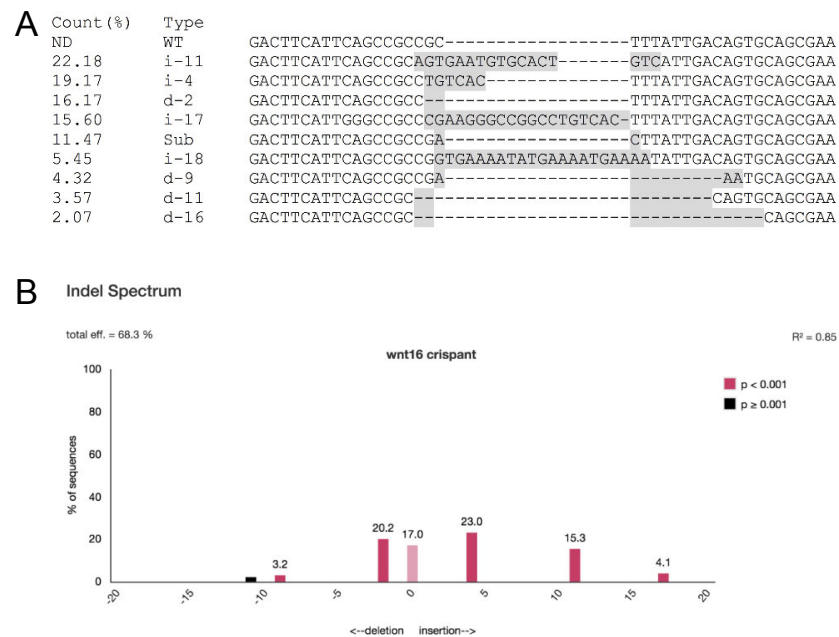 A
Count(%) Type
ND WT GACTTCATTCAGCCGCCGC------------------TTTATTGACAGTGCAGCGAA
22.18 i-11 GACTTCATTCAGCCGCAGTGAATGTGCACT-------GTCATTGACAGTGCAGCGAA
19.17 i-4 GACTTCATTCAGCCGCCTGTCAC--------------TTTATTGACAGTGCAGCGAA
16.17 d-2 GACTTCATTCAGCCGCC--------------------TTTATTGACAGTGCAGCGAA
15.60 i-17 GACTTCATTGGGCCGCCCGAAGGGCCGGCCTGTCAC-TTTATTGACAGTGCAGCGAA
11.47 Sub GACTTCATTCAGCCGCCGA------------------CTTATTGACAGTGCAGCGAA
5.45 i-18 GACTTCATTCAGCCGCCGGTGAAAATATGAAAATGAAAATATTGACAGTGCAGCGAA
4.32 d-9 GACTTCATTCAGCCGCCGA---------------------------AATGCAGCGAA
3.57 d-11 GACTTCATTCAGCCGC-----------------------------CAGTGCAGCGAA
2.07 d-16 GACTTCATTCAGCCGC----------------------------------CAGCGAA
B
Indel Spectrum
total eff. = 68.3 %
R² = 0.85
wnt16 crispant
p < 0.001
p ≥ 0.001
% of sequences
100
80
60
40
20
0
3.2
20.2
17.0
23.0
15.3
4.1
-20
-15
-10
-5
0
5
10
15
20
<--deletion insertion-->